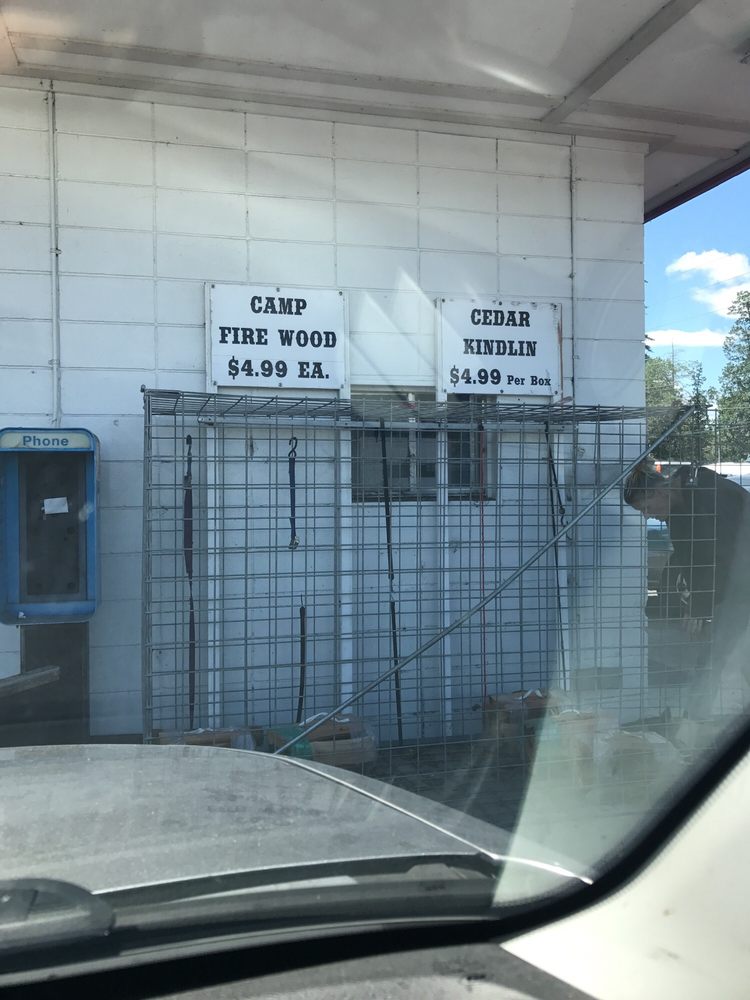 CAMP
FIRE WOOD
$4.99 EA.
CEDAR
KINDLIN
$4.99 Per Box
Phone